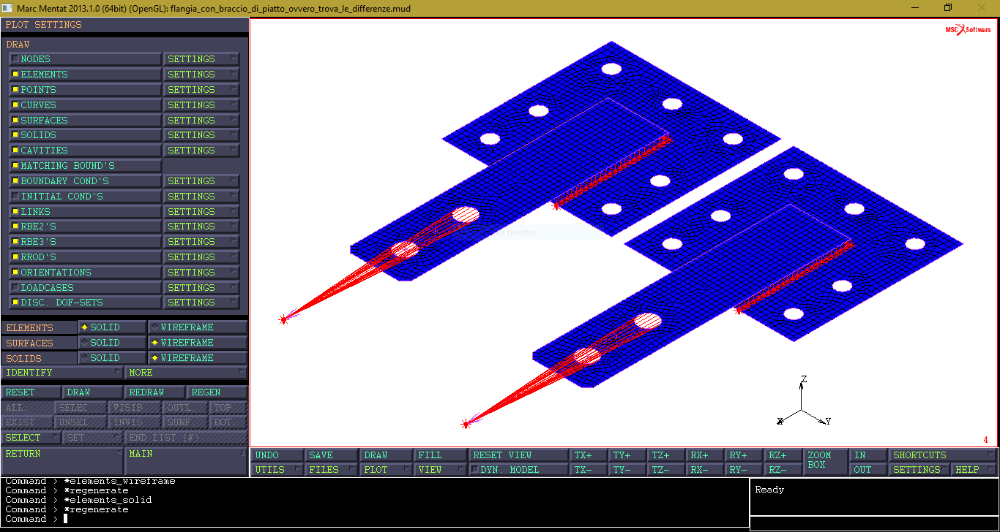 Marc Mentat 2013.1.0 (64bit) (OpenGL): flangia_con_braccio_di_piatto_ovvero_trova_le_differenze.mud
PLOT SETTINGS
MSC Software
DRAW
NODES SETTINGS
ELEMENTS SETTINGS
POINTS SETTINGS
CURVES SETTINGS
SURFACES SETTINGS
SOLIDS SETTINGS
CAVITIES SETTINGS
MATCHING BOUND'S
BOUNDARY COND'S SETTINGS
INITIAL COND'S SETTINGS
LINKS SETTINGS
RBE2'S SETTINGS
RBE3'S SETTINGS
RROD'S SETTINGS
ORIENTATIONS SETTINGS
LOADCASES SETTINGS
DISC. DOF-SETS SETTINGS
ELEMENTS SOLID WIREFRAME
SURFACES SOLID WIREFRAME
SOLIDS SOLID WIREFRAME
IDENTIFY MORE
RESET DRAW REDRAW REGEN
ALL SELEC VISIB OUTL TOP
EXIST UNSEL INVIS SURF BOT
SELECT SET END LIST (#)
RETURN MAIN
finestra
Z
X
Y
4
UNDO SAVE DRAW FILL RESET VIEW TX+ TY+ TZ+ RX+ RY+ RZ+ ZOOM BOX IN SHORTCUTS
UTILS FILES PLOT VIEW DYN. MODEL TX- TY- TZ- RX- RY- RZ- OUT SETTINGS HELP
Command > *elements_wireframe
Command > *regenerate
Command > *elements_solid
Command > *regenerate
Command >
Ready